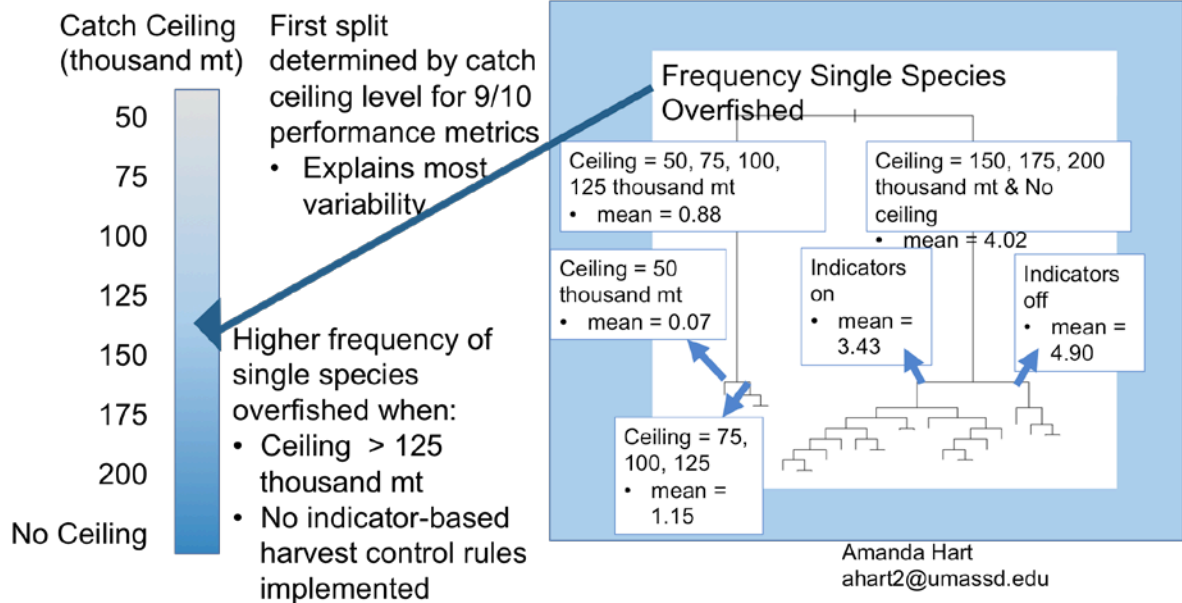 Catch Ceiling
(thousand mt)
50
75
100
125
150
175
200
No Ceiling
First split
determined by catch
ceiling level for 9/10
performance metrics
• Explains most
variability
Higher frequency of
single species
overfished when:
• Ceiling > 125
thousand mt
• No indicator-based
harvest control rules
implemented
Frequency Single Species
Overfished
Ceiling = 50, 75, 100,
125 thousand mt
• mean = 0.88
Ceiling = 150, 175, 200
thousand mt & No
ceiling
• mean = 4.02
Ceiling = 50
thousand mt
• mean = 0.07
Indicators
on
• mean =
3.43
Indicators
off
• mean =
4.90
Ceiling = 75,
100, 125
• mean =
1.15
Amanda Hart
ahart2@umassd.edu